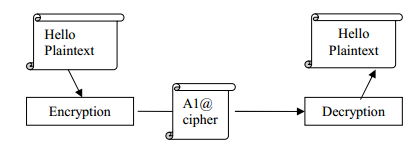 Hello
Plaintext
Encryption
A1@
cipher
Hello
Plaintext
Decryption